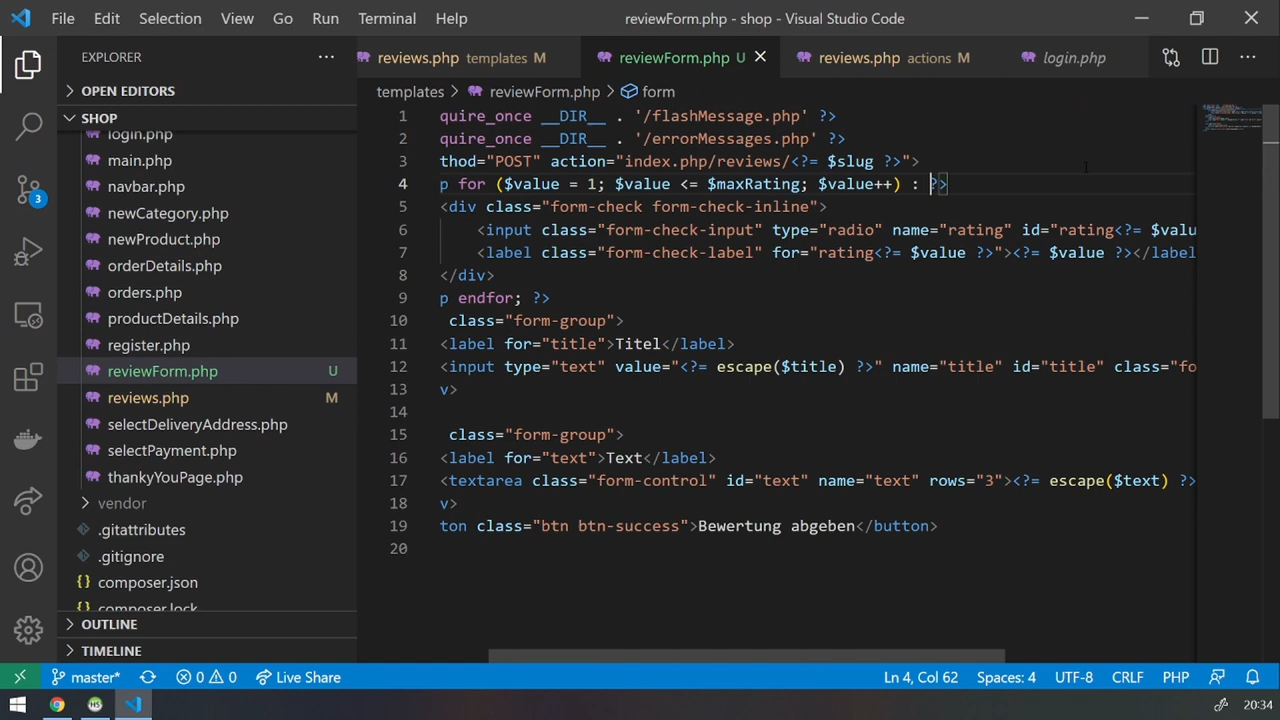 File Edit Selection View Go Run Terminal Help reviewForm.php - shop - Visual Studio Code
EXPLORER
reviews.php templates M reviewForm.php U reviews.php actions M login.php
templates > reviewForm.php > form
OPEN EDITORS
SHOP
login.php
main.php
navbar.php
newCategory.php
newProduct.php
orderDetails.php
orders.php
productDetails.php
register.php
reviewForm.php U
reviews.php M
selectDeliveryAddress.php
selectPayment.php
thankyYouPage.php
vendor
.gitattributes
.gitignore
composer.json
composer.lock
OUTLINE
TIMELINE
3
1 quire_once __DIR__ . '/flashMessage.php' ?>
2 quire_once __DIR__ . '/errorMessages.php' ?>
3 thod="POST" action="index.php/reviews/<?= $slug ?>">
4 p for ($value = 1; $value <= $maxRating; $value++) : ?>
5 <div class="form-check form-check-inline">
6 <input class="form-check-input" type="radio" name="rating" id="rating<?= $valu
7 <label class="form-check-label" for="rating<?= $value ?>"><?= $value ?></label
8 </div>
9 p endfor; ?>
10 class="form-group">
11 <label for="title">Titel</label>
12 <input type="text" value="<?= escape($title) ?>" name="title" id="title" class="fo
13 v>
14
15 class="form-group">
16 <label for="text">Text</label>
17 <textarea class="form-control" id="text" name="text" rows="3"><?= escape($text) ?>
18 v>
19 ton class="btn btn-success">Bewertung abgeben</button>
20
master* 0 0 Live Share Ln 4, Col 62 Spaces: 4 UTF-8 CRLF PHP
20:34